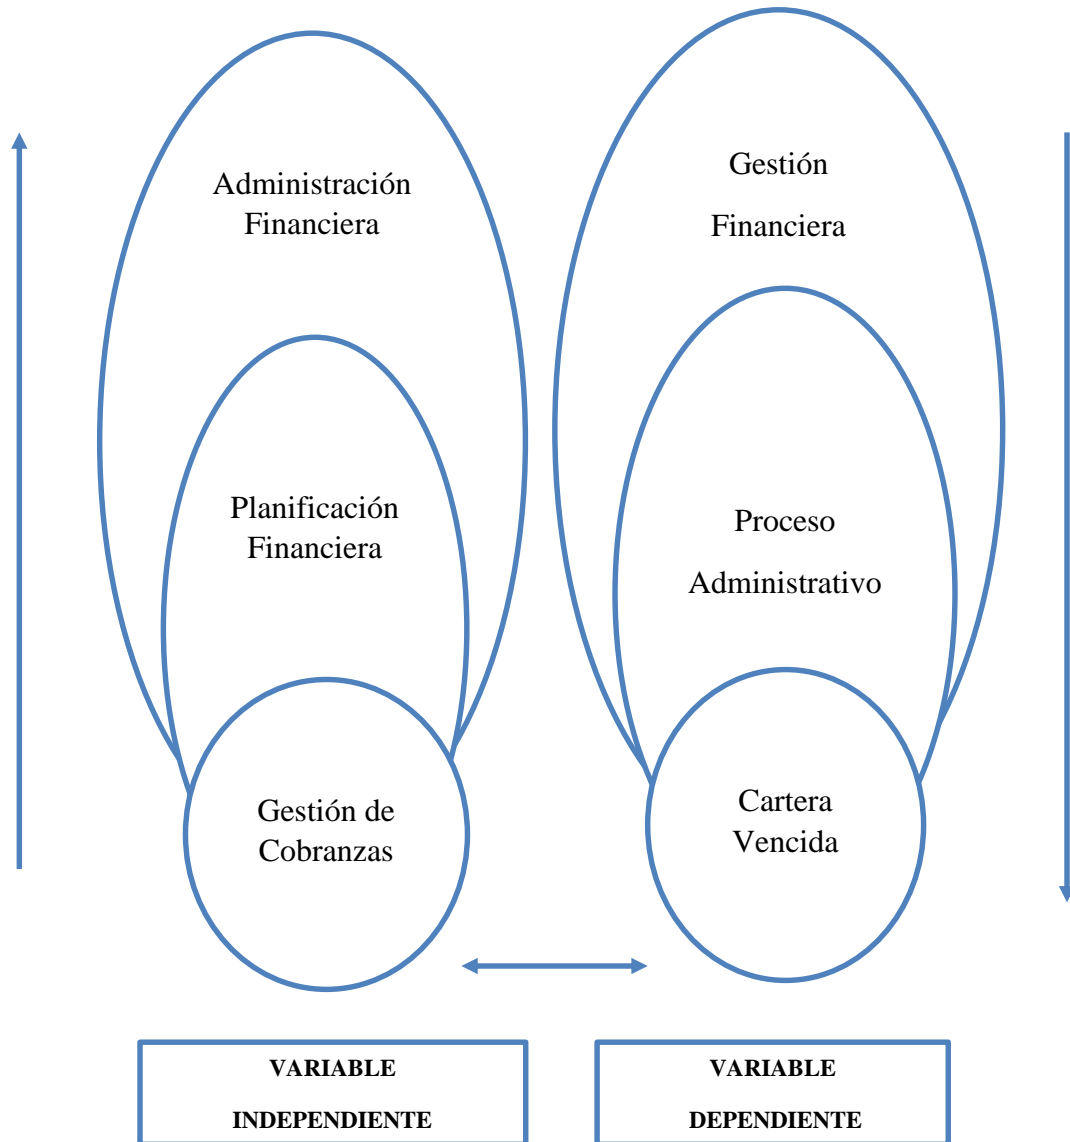 Administración
Financiera
Planificación
Financiera
Gestión de
Cobranzas
VARIABLE
INDEPENDIENTE
Gestión
Financiera
Proceso
Administrativo
Cartera
Vencida
VARIABLE
DEPENDIENTE